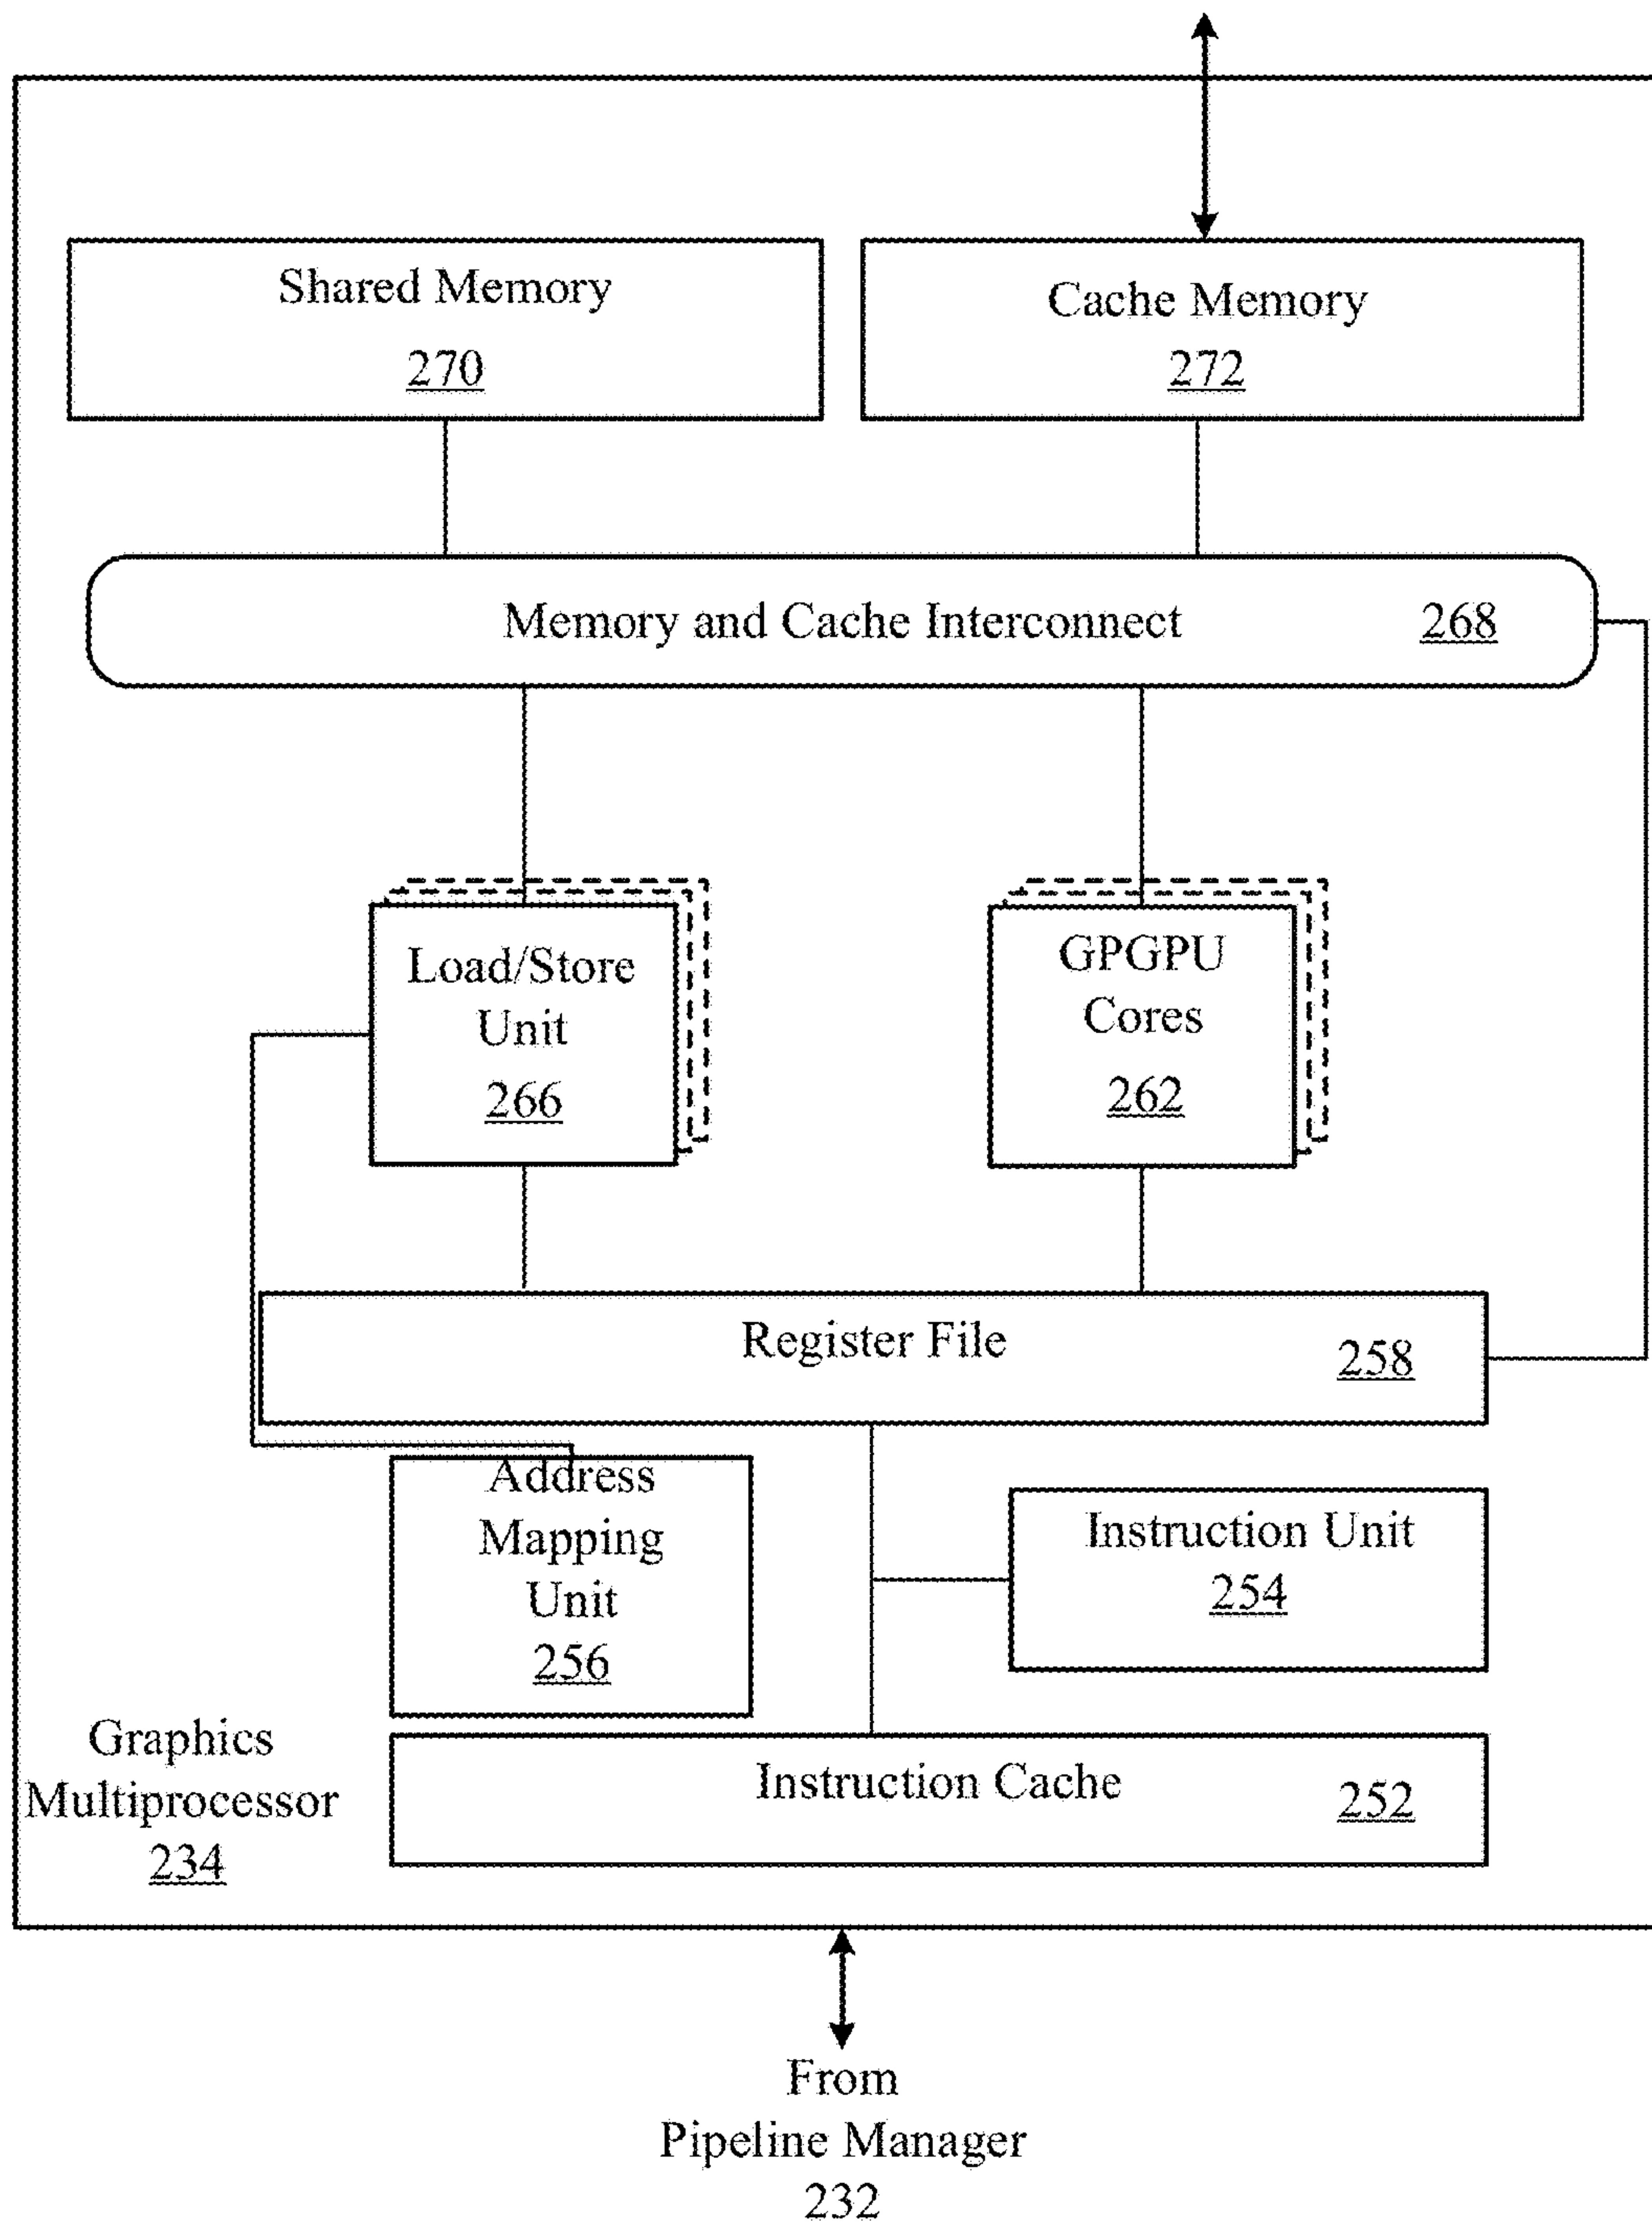 Shared Memory
270
Cache Memory
272
Memory and Cache Interconnect 268
Load/Store
Unit
266
GPGPU
Cores
262
Register File 258
Address
Mapping
Unit
256
Instruction Unit
254
Graphics
Multiprocessor
234
Instruction Cache 252
From
Pipeline Manager
232